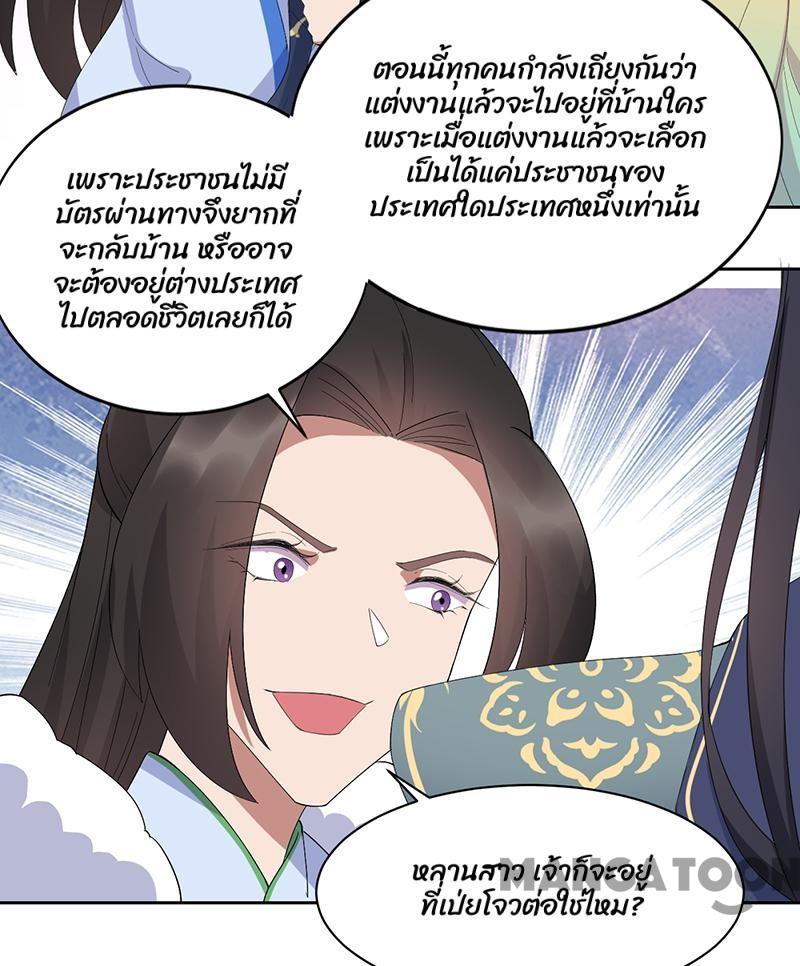 ตอนนี้ทุกคนกำลังเถียงกันว่า
แต่งงานแล้วจะไปอยู่ที่บ้านใคร
เพราะเมื่อแต่งงานแล้วจะเลือก
เป็นได้แค่ประชาชนของ
ประเทศใดประเทศหนึ่งเท่านั้น
เพราะประชาชนไม่มี
บัตรผ่านทางจึงยากที่
จะกลับบ้าน หรืออาจ
จะต้องอยู่ต่างประเทศ
ไปตลอดชีวิตเลยก็ได้
หลานสาว เจ้าก็จะอยู่
ที่เป่ยโจวต่อใช่ไหม?
MANGATOON